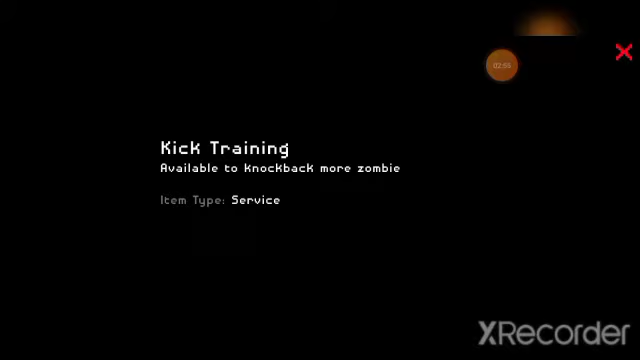 02:55
Kick Training
Available to knockback more zombie
Item Type: Service
XRecorder